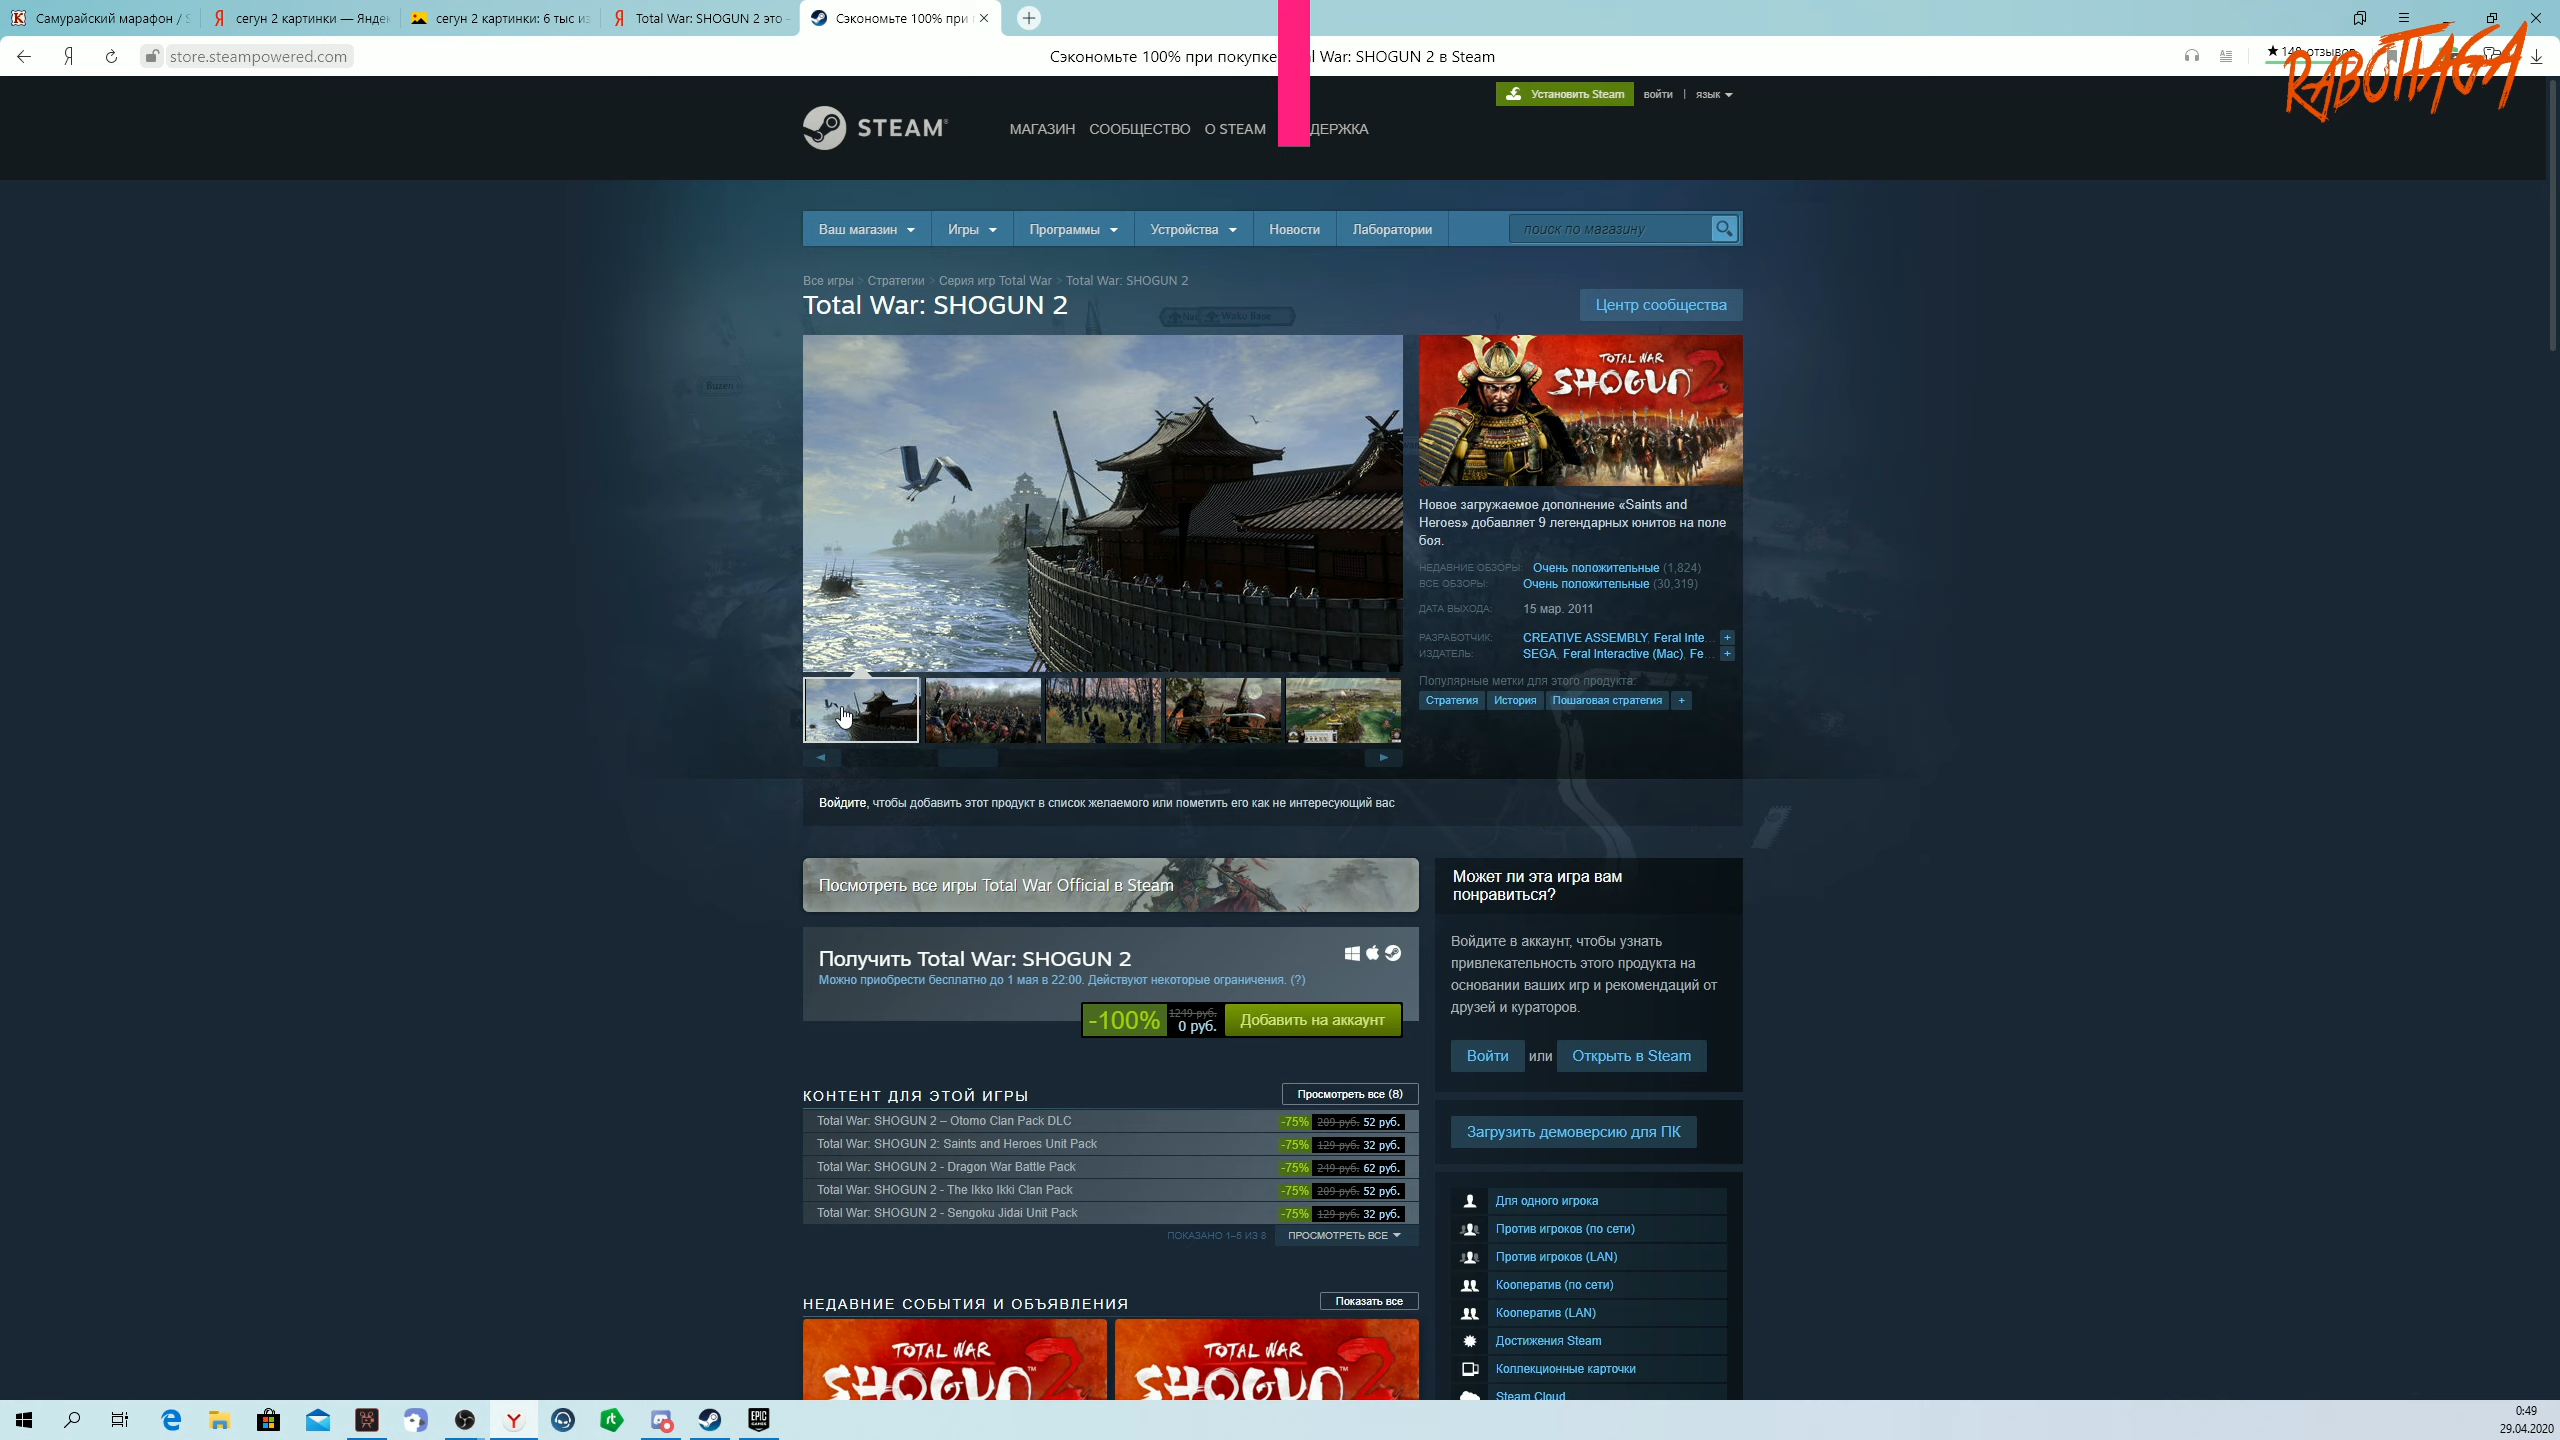 Самурайский марафон / S
сегун 2 картинки — Яндек
сегун 2 картинки: 6 тыс из
Total War: SHOGUN 2 это -
Сэкономьте 100% при
store.steampowered.com
Сэкономьте 100% при покупке al War: SHOGUN 2 в Steam
148 отзывов
RABOTTAGA
Установить Steam
войти | язык
STEAM
МАГАЗИН СООБЩЕСТВО О STEAM ДЕРЖКА
Ваш магазин Игры Программы Устройства Новости Лаборатории
поиск по магазину
Все игры > Стратегии > Серия игр Total War > Total War: SHOGUN 2
Total War: SHOGUN 2
Центр сообщества
Wako Base
Buzen
TOTAL WAR
SHOGUN 2
Новое загружаемое дополнение «Saints and
Heroes» добавляет 9 легендарных юнитов на поле
боя.
НЕДАВНИЕ ОБЗОРЫ: Очень положительные (1,824)
ВСЕ ОБЗОРЫ: Очень положительные (30,319)
ДАТА ВЫХОДА: 15 мар. 2011
РАЗРАБОТЧИК: CREATIVE ASSEMBLY, Feral Inte... +
ИЗДАТЕЛЬ: SEGA, Feral Interactive (Mac), Fe... +
Популярные метки для этого продукта:
Стратегия История Пошаговая стратегия +
Войдите, чтобы добавить этот продукт в список желаемого или пометить его как не интересующий вас
Посмотреть все игры Total War Official в Steam
Получить Total War: SHOGUN 2
Можно приобрести бесплатно до 1 мая в 22:00. Действуют некоторые ограничения. (?)
-100% 1249 руб. 0 руб. Добавить на аккаунт
КОНТЕНТ ДЛЯ ЭТОЙ ИГРЫ
Просмотреть все (8)
Total War: SHOGUN 2 – Otomo Clan Pack DLC -75% 209 руб. 52 руб.
Total War: SHOGUN 2: Saints and Heroes Unit Pack -75% 129 руб. 32 руб.
Total War: SHOGUN 2 - Dragon War Battle Pack -75% 249 руб. 62 руб.
Total War: SHOGUN 2 - The Ikko Ikki Clan Pack -75% 209 руб. 52 руб.
Total War: SHOGUN 2 - Sengoku Jidai Unit Pack -75% 129 руб. 32 руб.
ПОКАЗАНО 1–5 ИЗ 8 ПРОСМОТРЕТЬ ВСЕ
НЕДАВНИЕ СОБЫТИЯ И ОБЪЯВЛЕНИЯ
Показать все
TOTAL WAR
SHOGUN 2
TOTAL WAR
SHOGUN 2
Может ли эта игра вам
понравиться?
Войдите в аккаунт, чтобы узнать
привлекательность этого продукта на
основании ваших игр и рекомендаций от
друзей и кураторов.
Войти или Открыть в Steam
Загрузить демоверсию для ПК
Для одного игрока
Против игроков (по сети)
Против игроков (LAN)
Кооператив (по сети)
Кооператив (LAN)
Достижения Steam
Коллекционные карточки
Steam Cloud
EPIC GAMES
0:49
29.04.2020